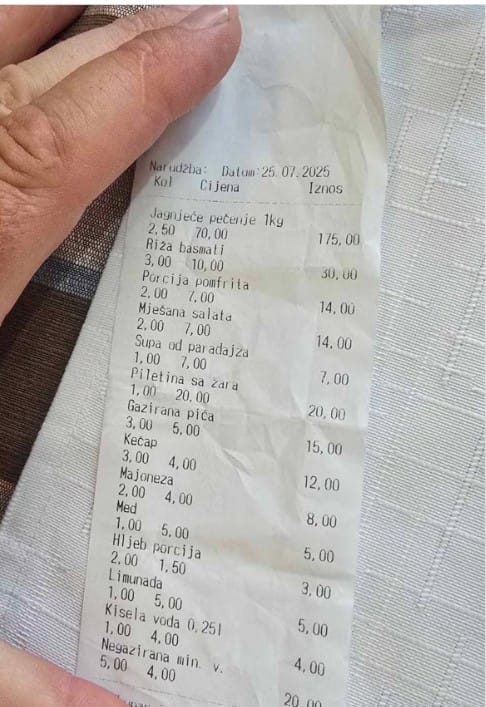 Narudžba: Datum:25.07.2025
Kol Cijena Iznos
Jagnjeće pečenje 1kg
2,50 70,00 175,00
Riža basmati
3,00 10,00 30,00
Porcija pomfrita
2,00 7,00 14,00
Mješana salata
2,00 7,00 14,00
Supa od paradajza
1,00 7,00 7,00
Piletina sa žara
1,00 20,00 20,00
Gazirana pića
3,00 5,00 15,00
Kečap
3,00 4,00 12,00
Majoneza
2,00 4,00 8,00
Med
1,00 5,00 5,00
Hljeb porcija
2,00 1,50 3,00
Limunada
1,00 5,00 5,00
Kisela voda 0,25l
1,00 4,00 4,00
Negazirana min. v.
5,00 4,00 20,00